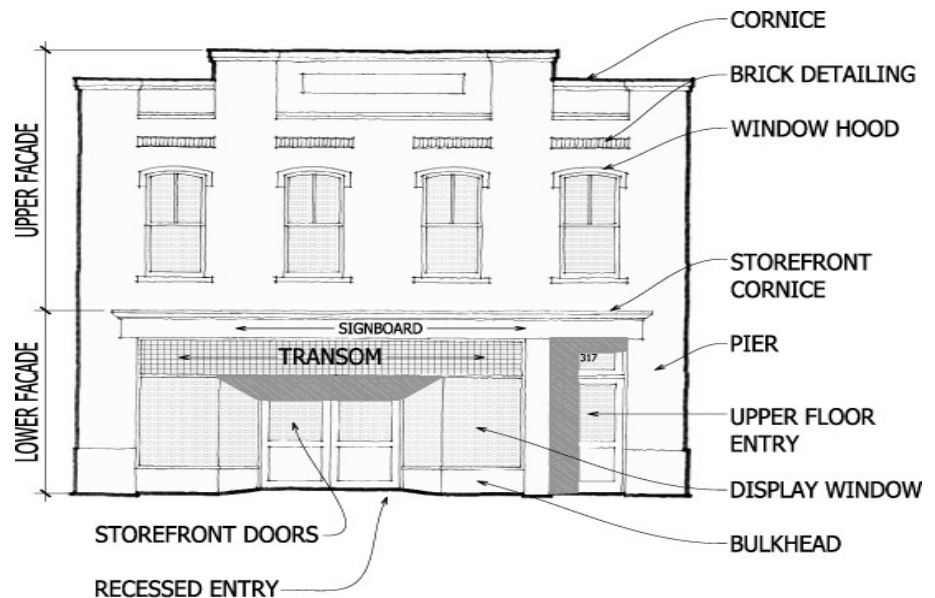 CORNICE
BRICK DETAILING
WINDOW HOOD
UPPER FACADE
STOREFRONT
CORNICE
SIGNBOARD
TRANSOM
317
PIER
LOWER FACADE
UPPER FLOOR
ENTRY
DISPLAY WINDOW
STOREFRONT DOORS
BULKHEAD
RECESSED ENTRY